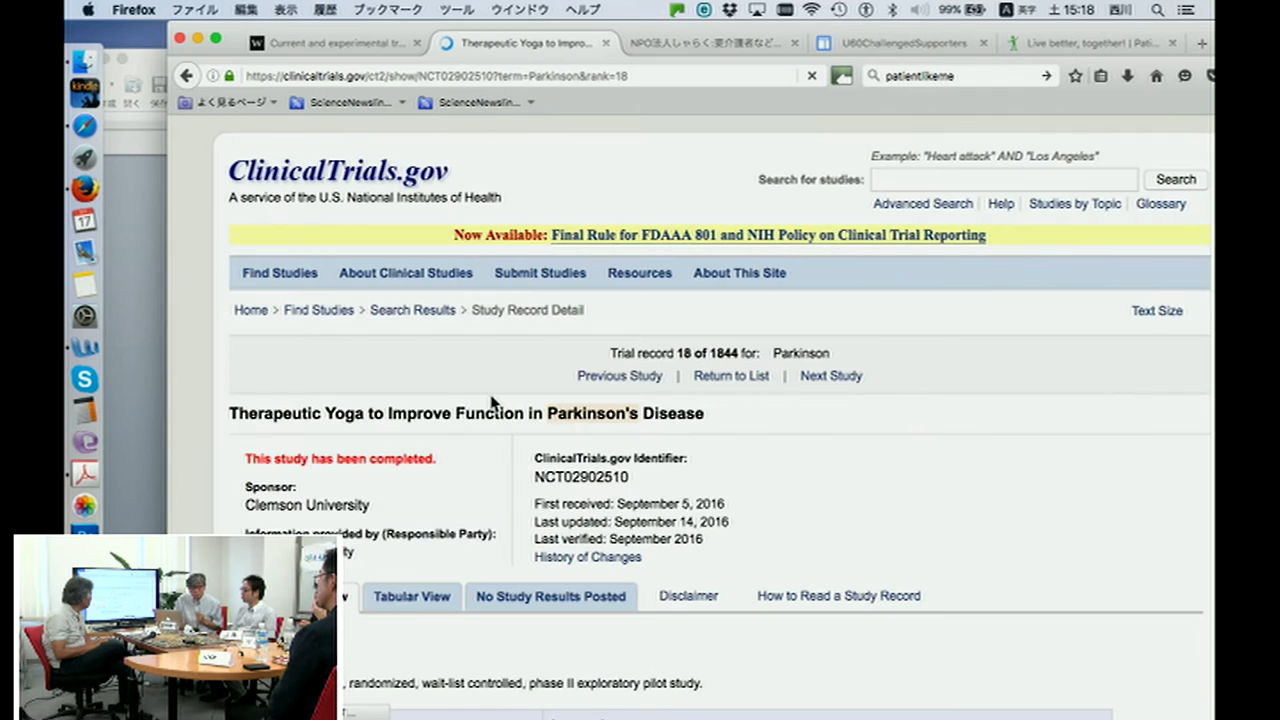 Firefox ファイル 編集 表示 履歴 ブックマーク ツール ウインドウ ヘルプ 99% A 英字 土 15:18 西川
W Current and experimental tr... × Therapeutic Yoga to Impro... × NPO法人しゃらく:要介護者など... × U60ChallengedSupporters × Live better, together! | Pati... × +
https://clinicaltrials.gov/ct2/show/NCT02902510?term=Parkinson&rank=18 patientlikeme
よく見るページ ScienceNewslin... ScienceNewslin...
kindle
17
ClinicalTrials.gov
A service of the U.S. National Institutes of Health
Example: "Heart attack" AND "Los Angeles"
Search for studies: Search
Advanced Search Help Studies by Topic Glossary
Now Available: Final Rule for FDAAA 801 and NIH Policy on Clinical Trial Reporting
Find Studies About Clinical Studies Submit Studies Resources About This Site
Home > Find Studies > Search Results > Study Record Detail
Text Size
Trial record 18 of 1844 for: Parkinson
Previous Study | Return to List | Next Study
Therapeutic Yoga to Improve Function in Parkinson's Disease
This study has been completed.
Sponsor:
Clemson University
Information provided by (Responsible Party):
ty
ClinicalTrials.gov Identifier:
NCT02902510
First received: September 5, 2016
Last updated: September 14, 2016
Last verified: September 2016
History of Changes
w Tabular View No Study Results Posted Disclaimer How to Read a Study Record
, randomized, wait-list controlled, phase II exploratory pilot study.